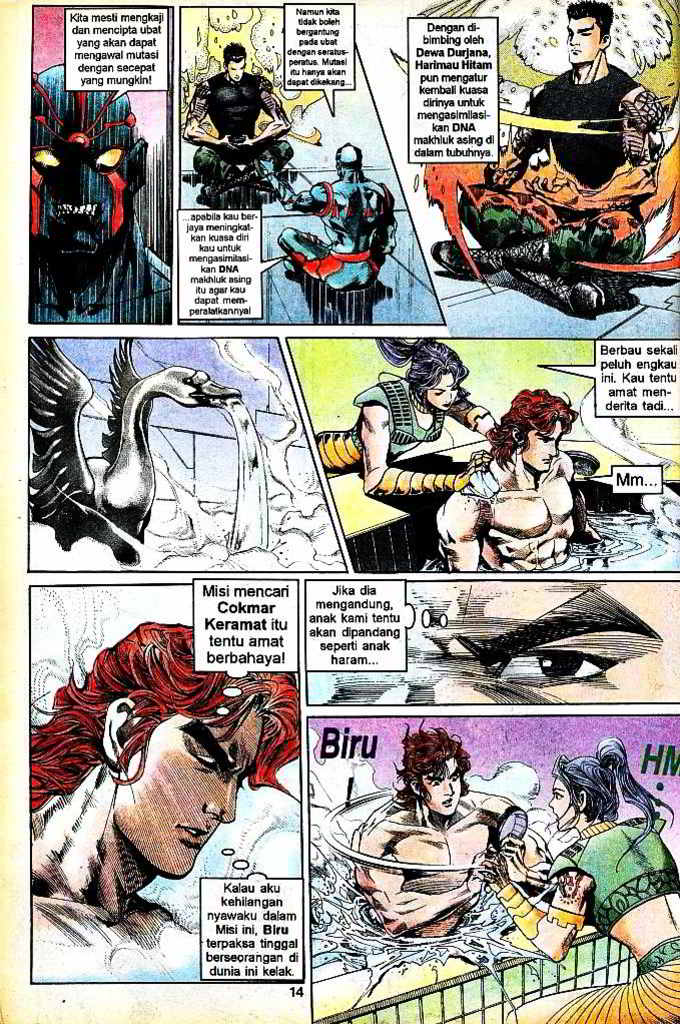 Kita mesti mengkaji
dan mencipta ubat
yang akan dapat
mengawal mutasi
dengan secepat
yang mungkin!
Namun kita
tidak boleh
bergantung
pada ubat
dengan seratus-
peratus. Mutasi
itu hanya akan
dapat dikekang...
...apabila kau ber-
jaya meningkat-
kan kuasa diri
kau untuk
mengasimilasi-
kan DNA
makhluk asing
itu agar kau
dapat mem-
peralatkannya!
Dengan di-
bimbing oleh
Dewa Durjana,
Harimau Hitam
pun mengatur
kembali kuasa
dirinya untuk
mengasimilasi-
kan DNA
makhluk asing di
dalam tubuhnya.
Berbau sekali
peluh engkau
ini. Kau tentu
amat men-
derita tadi...
Mm...
Misi mencari
Cokmar
Keramat itu
tentu amat
berbahaya!
Kalau aku
kehilangan
nyawaku dalam
Misi ini, Biru
terpaksa tinggal
berseorangan di
dunia ini kelak.
Jika dia
mengandung,
anak kami tentu
akan dipandang
seperti anak
haram...
Biru
!
HM
14